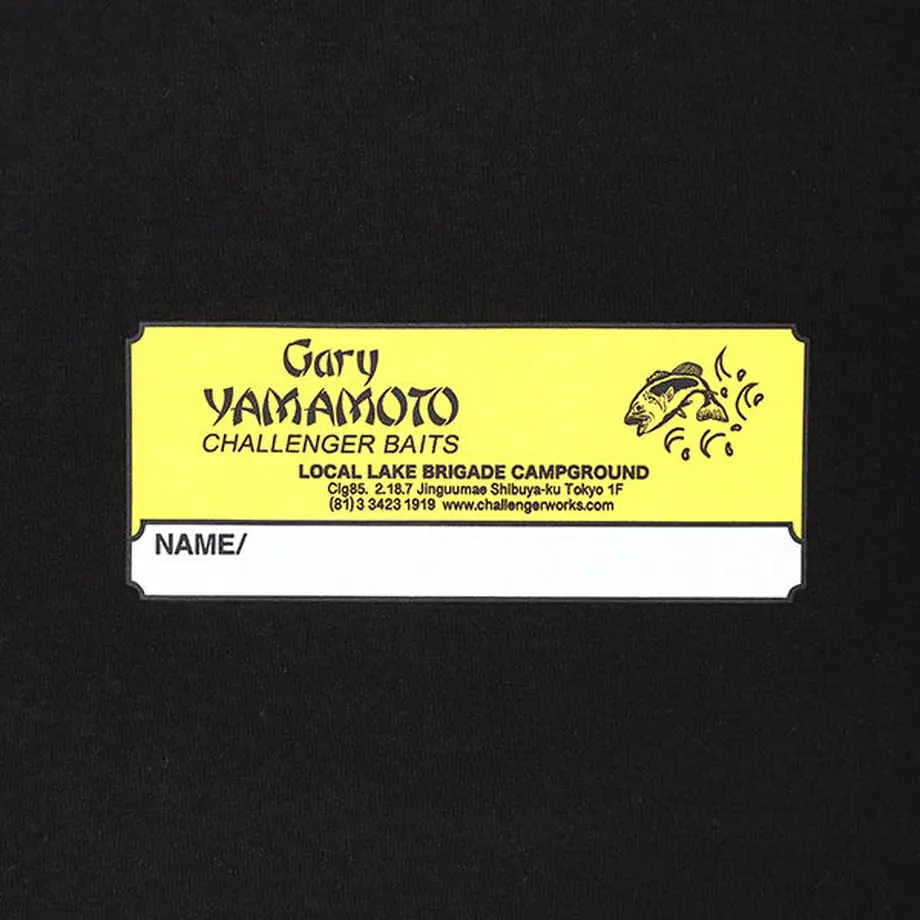 Gary
YAMAMOTO
CHALLENGER BAITS
LOCAL LAKE BRIGADE CAMPGROUND
Clg85. 2.18.7 Jinguumae Shibuya-ku Tokyo 1F
(81)3 3423 1919 www.challengerworks.com
NAME/